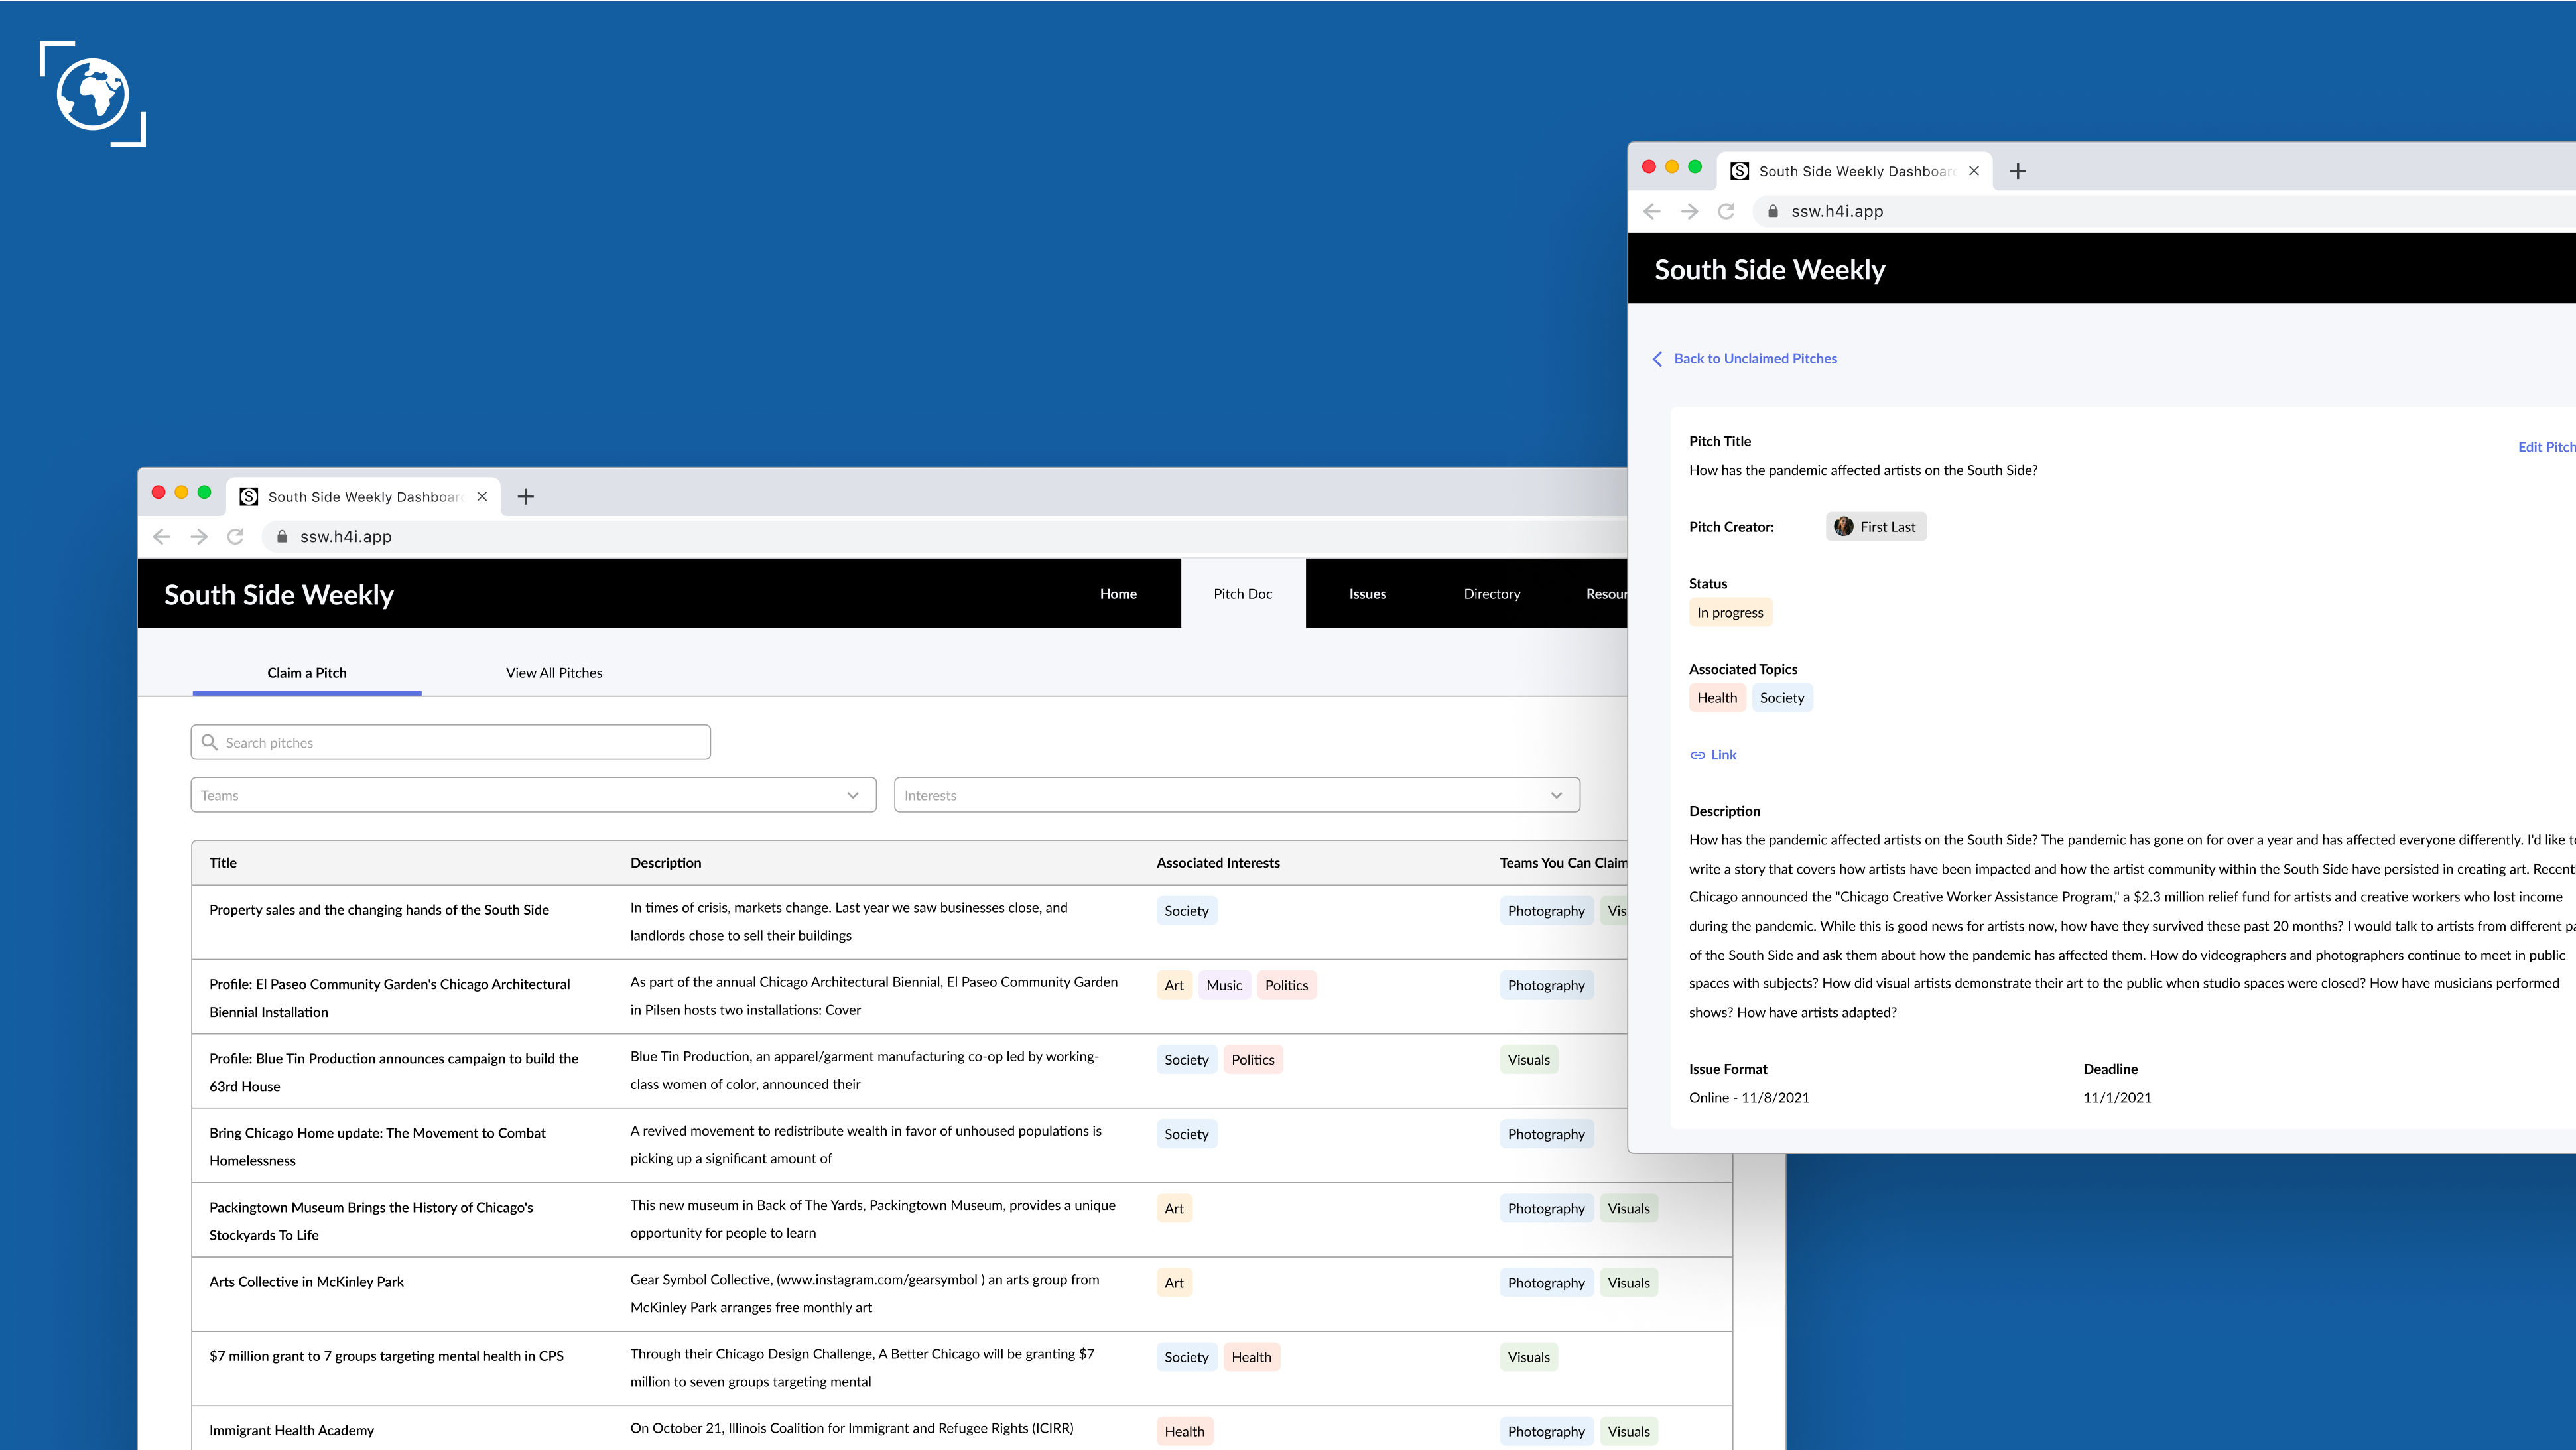 South Side Weekly Dashboar
ssw.h4i.app
South Side Weekly
Home
Pitch Doc
Issues
Directory
Resour
Claim a Pitch
View All Pitches
Search pitches
Teams
Interests
Title
Description
Associated Interests
Teams You Can Claim
Property sales and the changing hands of the South Side
In times of crisis, markets change. Last year we saw businesses close, and
landlords chose to sell their buildings
Society
Photography
Vis
Profile: El Paseo Community Garden's Chicago Architectural
Biennial Installation
As part of the annual Chicago Architectural Biennial, El Paseo Community Garden
in Pilsen hosts two installations: Cover
Art
Music
Politics
Photography
Profile: Blue Tin Production announces campaign to build the
63rd House
Blue Tin Production, an apparel/garment manufacturing co-op led by working-
class women of color, announced their
Society
Politics
Visuals
Bring Chicago Home update: The Movement to Combat
Homelessness
A revived movement to redistribute wealth in favor of unhoused populations is
picking up a significant amount of
Society
Photography
Packingtown Museum Brings the History of Chicago's
Stockyards To Life
This new museum in Back of The Yards, Packingtown Museum, provides a unique
opportunity for people to learn
Art
Photography
Visuals
Arts Collective in McKinley Park
Gear Symbol Collective, (www.instagram.com/gearsymbol ) an arts group from
McKinley Park arranges free monthly art
Art
Photography
Visuals
$7 million grant to 7 groups targeting mental health in CPS
Through their Chicago Design Challenge, A Better Chicago will be granting $7
million to seven groups targeting mental
Society
Health
Visuals
Immigrant Health Academy
On October 21, Illinois Coalition for Immigrant and Refugee Rights (ICIRR)
Health
Photography
Visuals
South Side Weekly Dashboar
ssw.h4i.app
South Side Weekly
Back to Unclaimed Pitches
Pitch Title
Edit Pitch
How has the pandemic affected artists on the South Side?
Pitch Creator:
First Last
Status
In progress
Associated Topics
Health
Society
Link
Description
How has the pandemic affected artists on the South Side? The pandemic has gone on for over a year and has affected everyone differently. I'd like t
write a story that covers how artists have been impacted and how the artist community within the South Side have persisted in creating art. Recent
Chicago announced the "Chicago Creative Worker Assistance Program," a $2.3 million relief fund for artists and creative workers who lost income
during the pandemic. While this is good news for artists now, how have they survived these past 20 months? I would talk to artists from different pa
of the South Side and ask them about how the pandemic has affected them. How do videographers and photographers continue to meet in public
spaces with subjects? How did visual artists demonstrate their art to the public when studio spaces were closed? How have musicians performed
shows? How have artists adapted?
Issue Format
Deadline
Online - 11/8/2021
11/1/2021